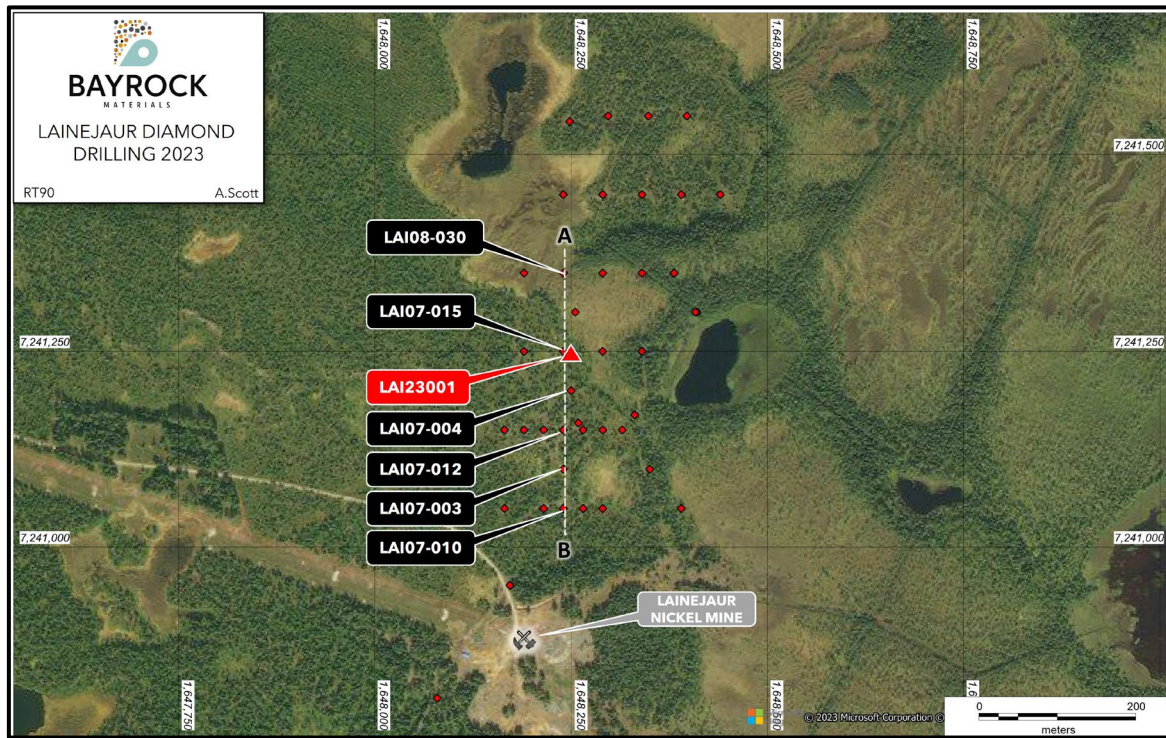 BAYROCK
MATERIALS
LAINEJAUR DIAMOND
DRILLING 2023
RT90 A.Scott
1,648,000
1,648,250
1,648,500
1,648,750
7,241,500
A
LAI08-030
LAI07-015
7,241,250
7,241,250
LAI23001
LAI07-004
LAI07-012
LAI07-003
LAI07-010
B
7,241,000
7,241,000
LAINEJAUR
NICKEL MINE
1,647,750
1,648,000
1,648,250
1,648,500
© 2023 Microsoft Corporation ©
0 200
meters